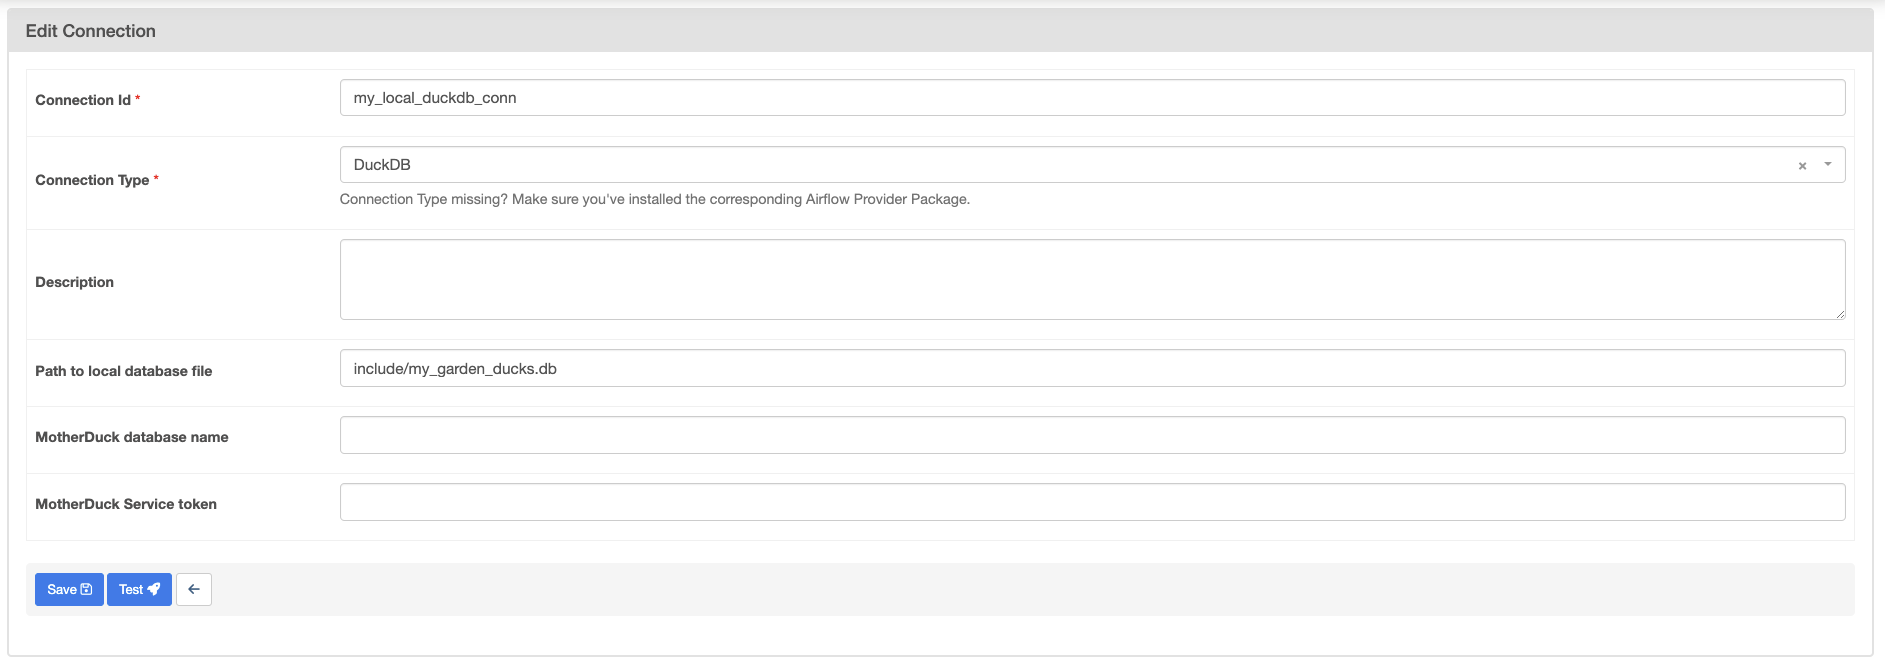 Edit Connection
Connection Id *
my_local_duckdb_conn
Connection Type *
DuckDB
Connection Type missing? Make sure you've installed the corresponding Airflow Provider Package.
Description
Path to local database file
include/my_garden_ducks.db
MotherDuck database name
MotherDuck Service token
Save
Test